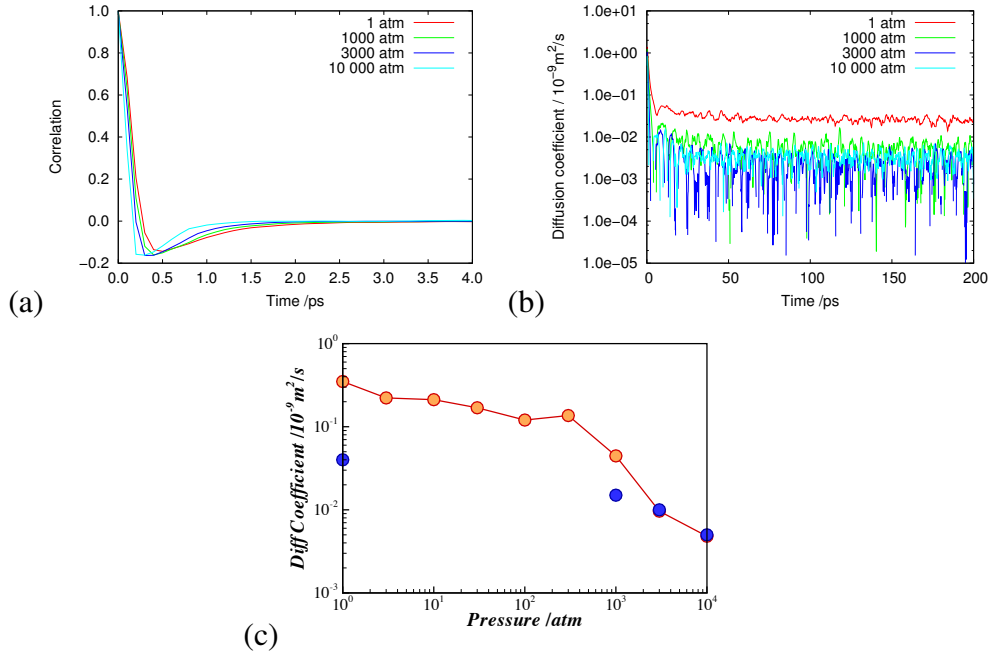 1 atm
1000 atm
3000 atm
10 000 atm
1.0
0.8
0.6
0.4
0.2
0.0
−0.2
Correlation
0.0 0.5 1.0 1.5 2.0 2.5 3.0 3.5 4.0
Time /ps
(a)
1 atm
1000 atm
3000 atm
10 000 atm
1.0e+01
1.0e+00
1.0e−01
1.0e−02
1.0e−03
1.0e−04
1.0e−05
Diffusion coefficient / 10⁻⁹m²/s
0 50 100 150 200
Time /ps
(b)
10⁰
10⁻¹
10⁻²
10⁻³
Diff Coefficient /10⁻⁹m²/s
10⁰ 10¹ 10² 10³ 10⁴
Pressure /atm
(c)